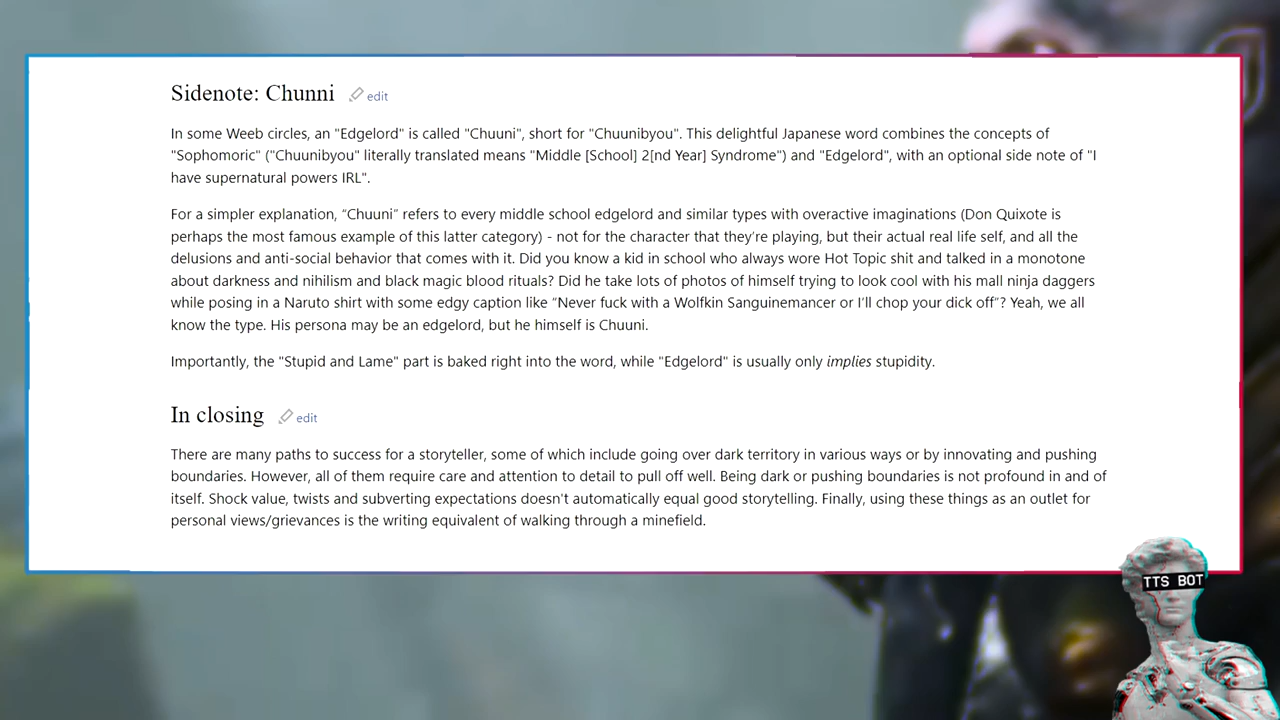 Sidenote: Chunni edit
In some Weeb circles, an "Edgelord" is called "Chuuni", short for "Chuunibyou". This delightful Japanese word combines the concepts of
"Sophomoric" ("Chuunibyou" literally translated means "Middle [School] 2[nd Year] Syndrome") and "Edgelord", with an optional side note of "I
have supernatural powers IRL".
For a simpler explanation, “Chuuni” refers to every middle school edgelord and similar types with overactive imaginations (Don Quixote is
perhaps the most famous example of this latter category) - not for the character that they’re playing, but their actual real life self, and all the
delusions and anti-social behavior that comes with it. Did you know a kid in school who always wore Hot Topic shit and talked in a monotone
about darkness and nihilism and black magic blood rituals? Did he take lots of photos of himself trying to look cool with his mall ninja daggers
while posing in a Naruto shirt with some edgy caption like “Never fuck with a Wolfkin Sanguinemancer or I’ll chop your dick off”? Yeah, we all
know the type. His persona may be an edgelord, but he himself is Chuuni.
Importantly, the "Stupid and Lame" part is baked right into the word, while "Edgelord" is usually only implies stupidity.
In closing edit
There are many paths to success for a storyteller, some of which include going over dark territory in various ways or by innovating and pushing
boundaries. However, all of them require care and attention to detail to pull off well. Being dark or pushing boundaries is not profound in and of
itself. Shock value, twists and subverting expectations doesn't automatically equal good storytelling. Finally, using these things as an outlet for
personal views/grievances is the writing equivalent of walking through a minefield.
TTS BOT